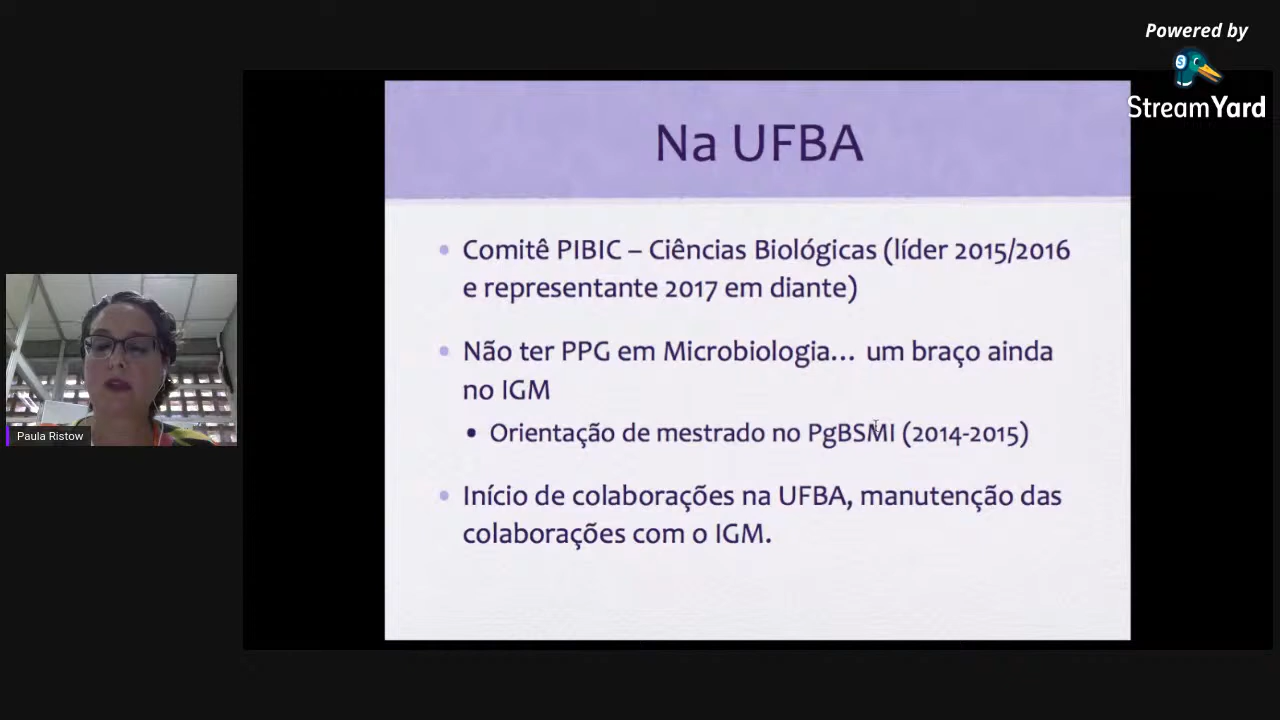 Powered by
StreamYard
Na UFBA
Comitê PIBIC – Ciências Biológicas (líder 2015/2016
e representante 2017 em diante)
Não ter PPG em Microbiologia... um braço ainda
no IGM
Orientação de mestrado no PgBSMI (2014-2015)
Início de colaborações na UFBA, manutenção das
colaborações com o IGM.
Paula Ristow